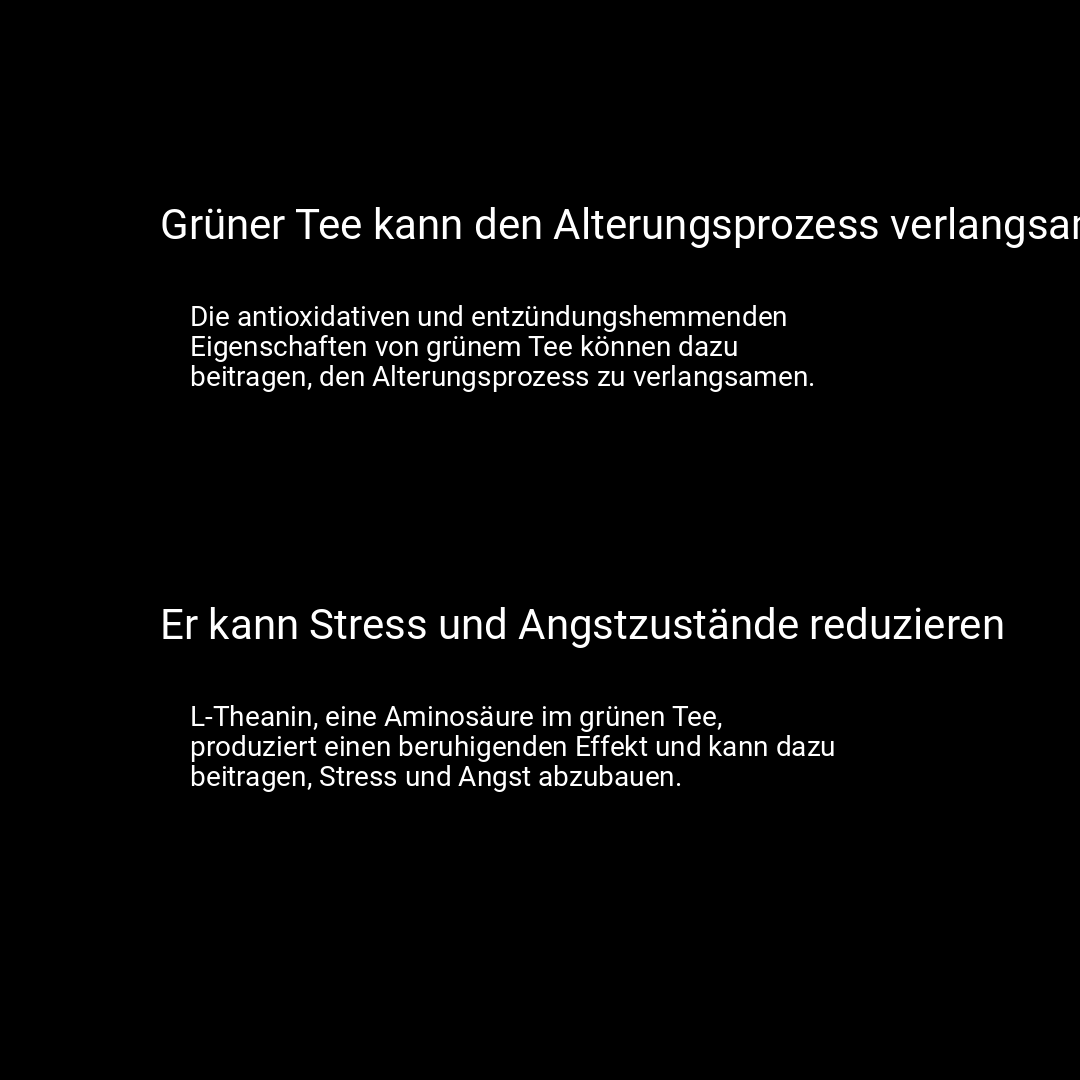 Grüner Tee kann den Alterungsprozess
Die antioxidativen und entzündungshemmenden
Eigenschaften von grünem Tee können dazu
beitragen, den Alterungsprozess zu verlangsamen.
Er kann Stress und Angstzustände reduzieren
L-Theanin, eine Aminosäure im grünen Tee,
produziert einen beruhigenden Effekt und kann dazu
beitragen, Stress und Angst abzubauen.